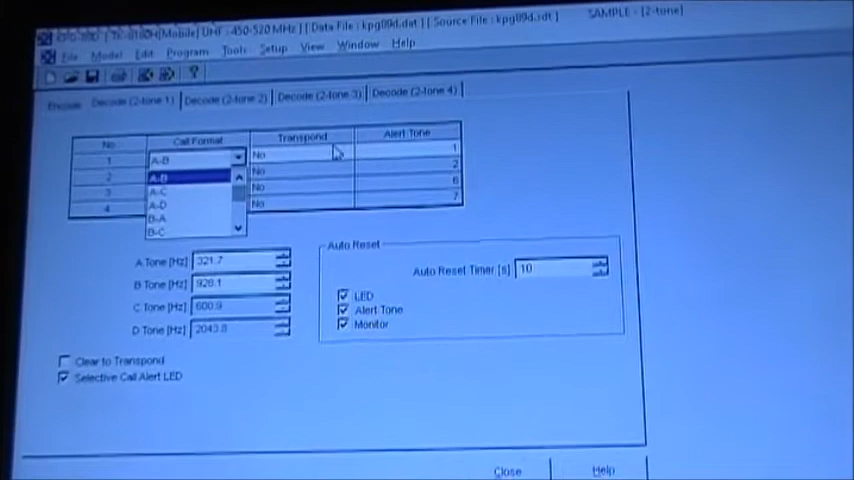 KPG-89D [ TK-8180H[Mobile] UHF : 450-520 MHz ] [ Data File : kpg89d.dat ] [ Source File : kpg89d.sdt ] SAMPLE - [2-tone]
File Model Edit Program Tools Setup View Window Help
Encode Decode (2-tone 1) Decode (2-tone 2) Decode (2-tone 3) Decode (2-tone 4)
No Call Format Transpond Alert Tone
1 A-B No 1
2 A-B No 2
3 A-C No 6
4 A-D No 7
B-A
B-C
A Tone [Hz] 321.7
B Tone [Hz] 928.1
C Tone [Hz] 600.9
D Tone [Hz] 2043.8
Auto Reset
Auto Reset Timer [s] 10
LED
Alert Tone
Monitor
Clear to Transpond
Selective Call Alert LED
Close Help